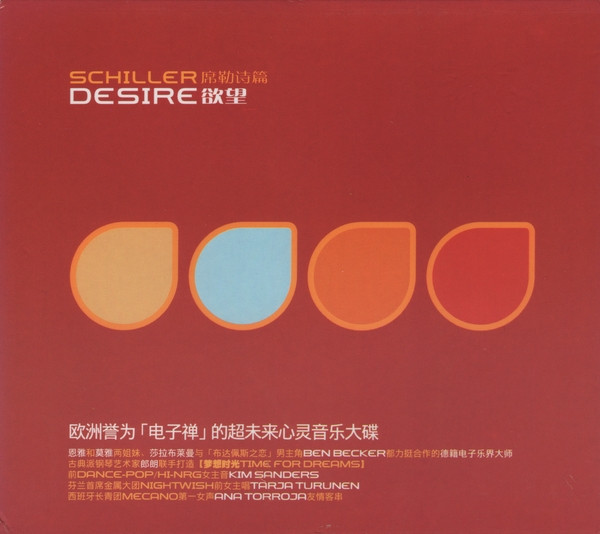 SCHILLER 席勒诗篇
DESIRE 欲望
欧洲誉为「电子禅」的超未来心灵音乐大碟
恩雅和莫雅两姐妹，莎拉布莱曼与「布达佩斯之恋」男主角BEN BECKER都力挺合作的德籍电子乐界大师
古典派钢琴艺术家郎朗联手打造 [梦想时光TIME FOR DREAMS]
前DANCE-POP/HI-NRG女主音KIM SANDERS
芬兰首席金属大团NIGHTWISH前女主唱TARJA TURUNEN
西班牙长青团MECANO第一女声ANA TORROJA友情客串